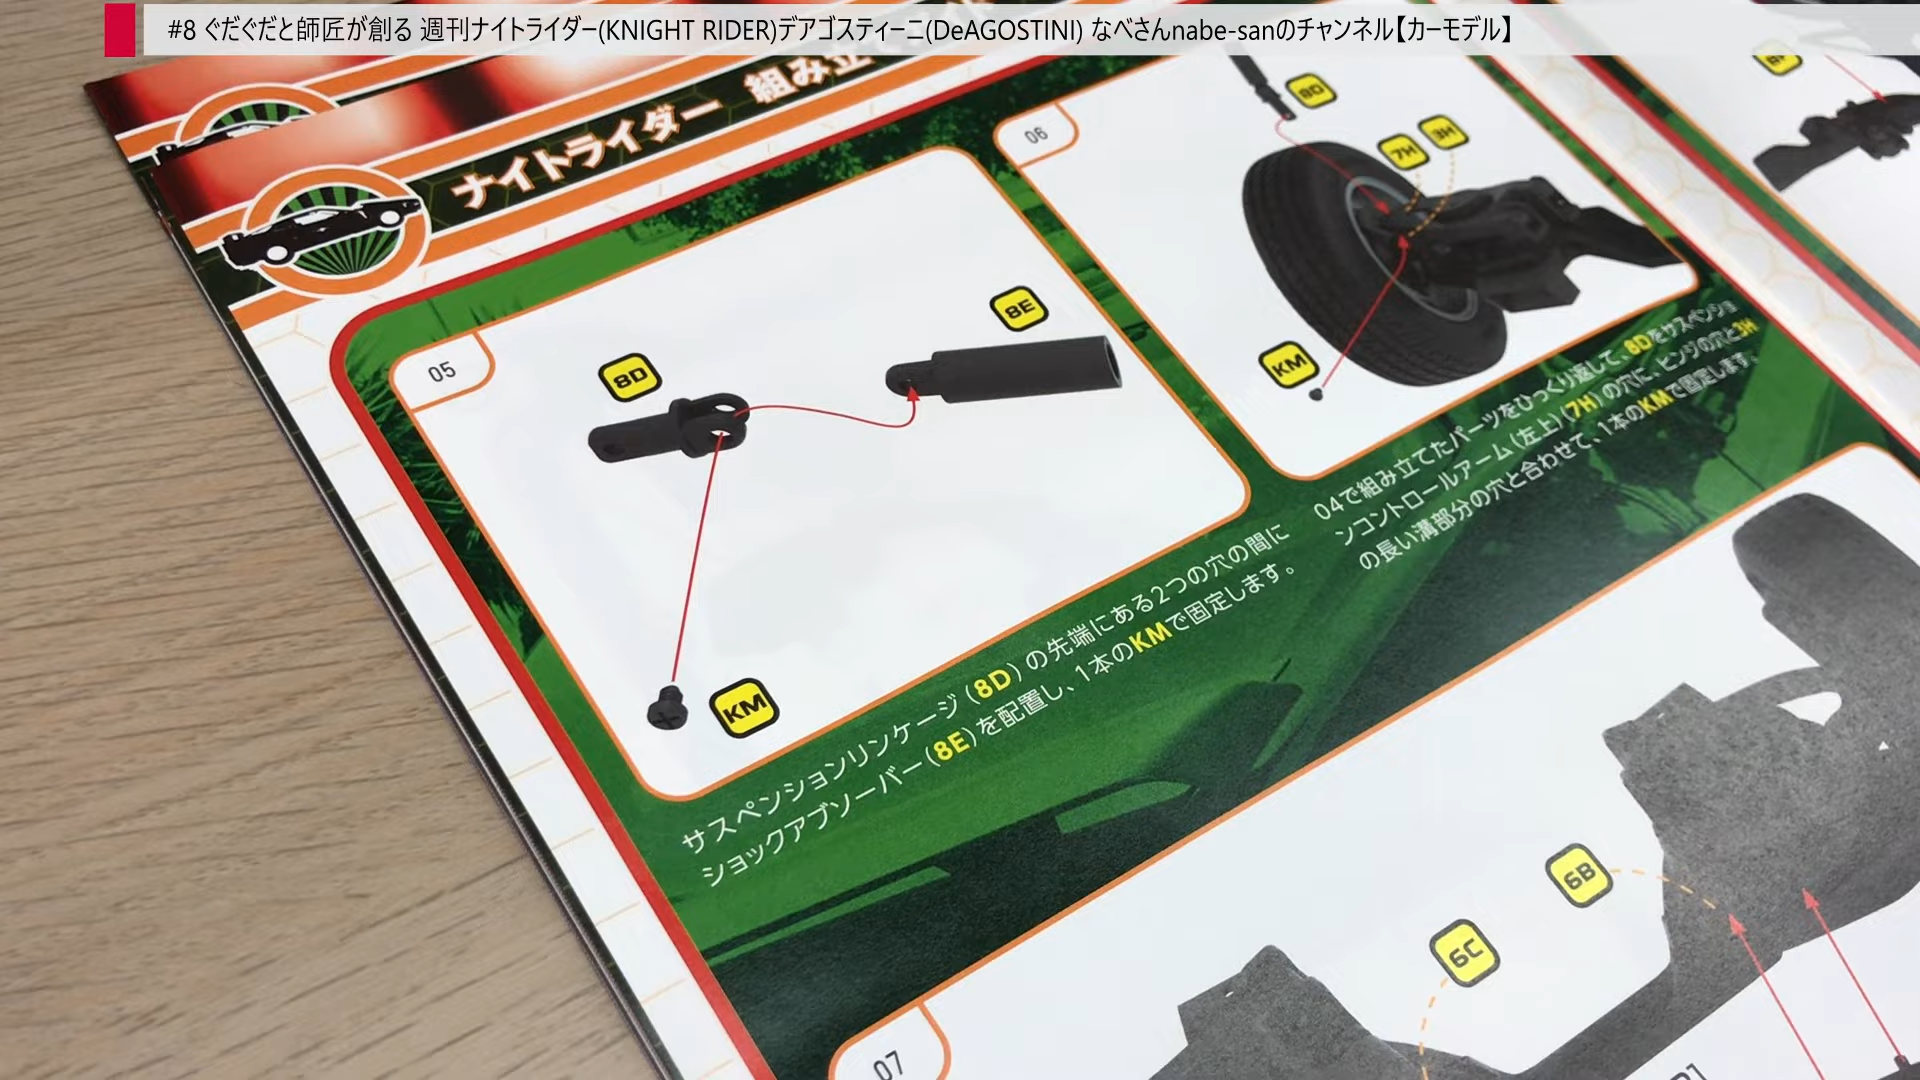 #8 ぐだぐだと師匠が創る 週刊ナイトライダー(KNIGHT RIDER)デアゴスティーニ(DeAGOSTINI) なべさんnabe-sanのチャンネル【カーモデル】
ナイトライダー 組み立て
05
8D
8E
KM
サスペンションリンケージ(8D)の先端にある2つの穴の間に
ショックアブソーバー(8E)を配置し、1本のKMで固定します。
06
8D
7H
3H
KM
04で組み立てたパーツをひっくり返して、8Dをサスペンショ
ンコントロールアーム(左上)(7H)の穴に、ヒンジの穴と3H
の長い溝部分の穴と合わせて、1本のKMで固定します。
07
6B
6C